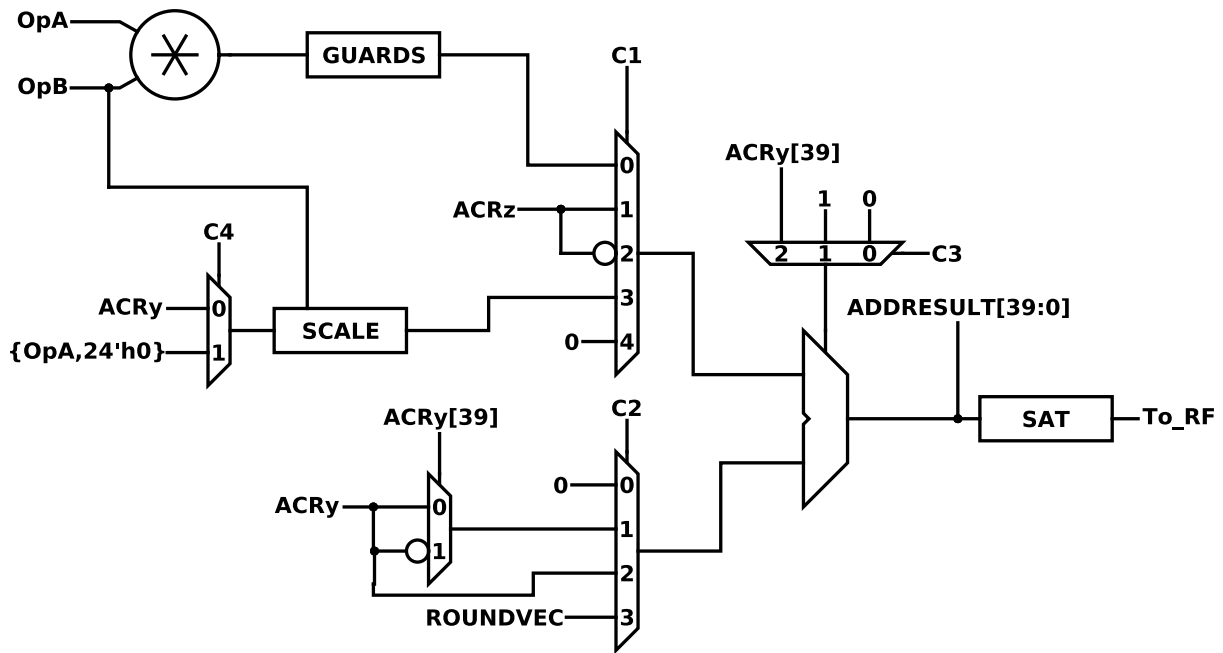 OpA
OpB
GUARDS
C1
ACRy[39]
1 0
0
ACRz
1
2
2 1 0
C3
C4
ACRy
0
{OpA,24'h0}
1
SCALE
3
0
4
ADDRESULT[39:0]
SAT
To_RF
ACRy[39]
C2
ACRy
0
1
0
0
1
2
ROUNDVEC
3